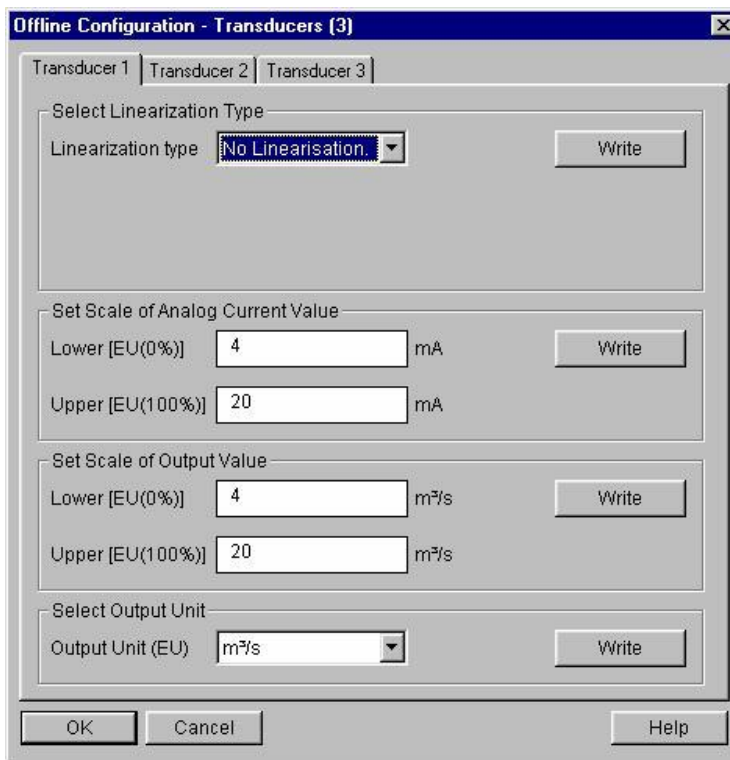 Offline Configuration - Transducers (3)
Transducer 1 Transducer 2 Transducer 3
Select Linearization Type
Linearization type No Linearisation. Write
Set Scale of Analog Current Value
Lower [EU(0%)] 4 mA Write
Upper [EU(100%)] 20 mA
Set Scale of Output Value
Lower [EU(0%)] 4 m³/s Write
Upper [EU(100%)] 20 m³/s
Select Output Unit
Output Unit (EU) m³/s Write
OK Cancel Help